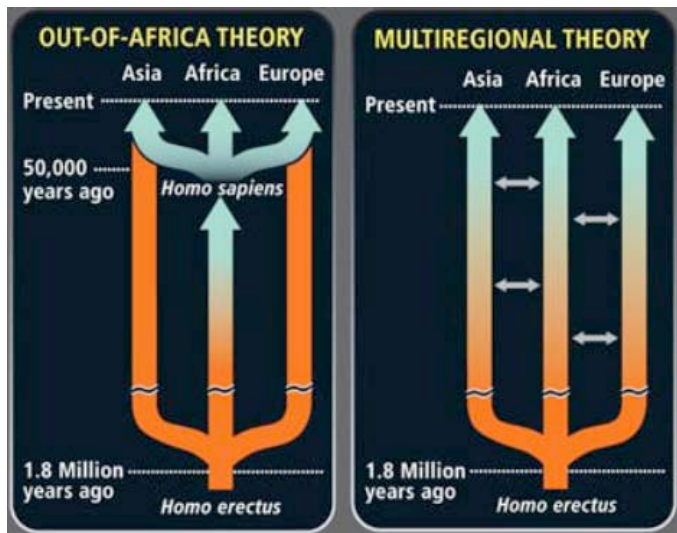 OUT-OF-AFRICA THEORY
Asia Africa Europe
Present
50,000
years ago
Homo sapiens
1.8 Million
years ago
Homo erectus
MULTIREGIONAL THEORY
Asia Africa Europe
Present
1.8 Million
years ago
Homo erectus